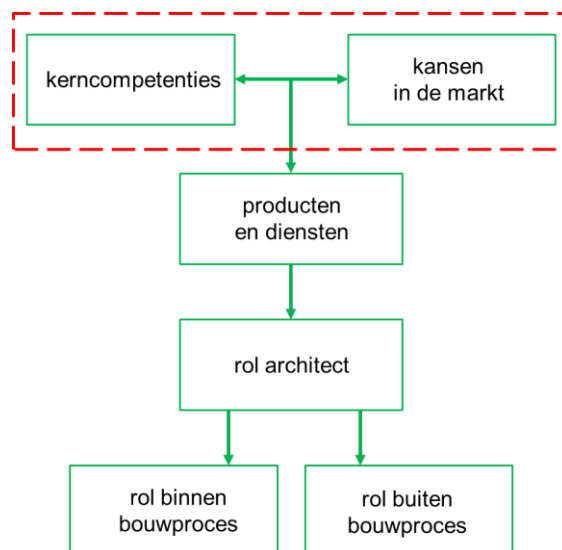 kerncompetenties
kansen
in de markt
producten
en diensten
rol architect
rol binnen
bouwproces
rol buiten
bouwproces